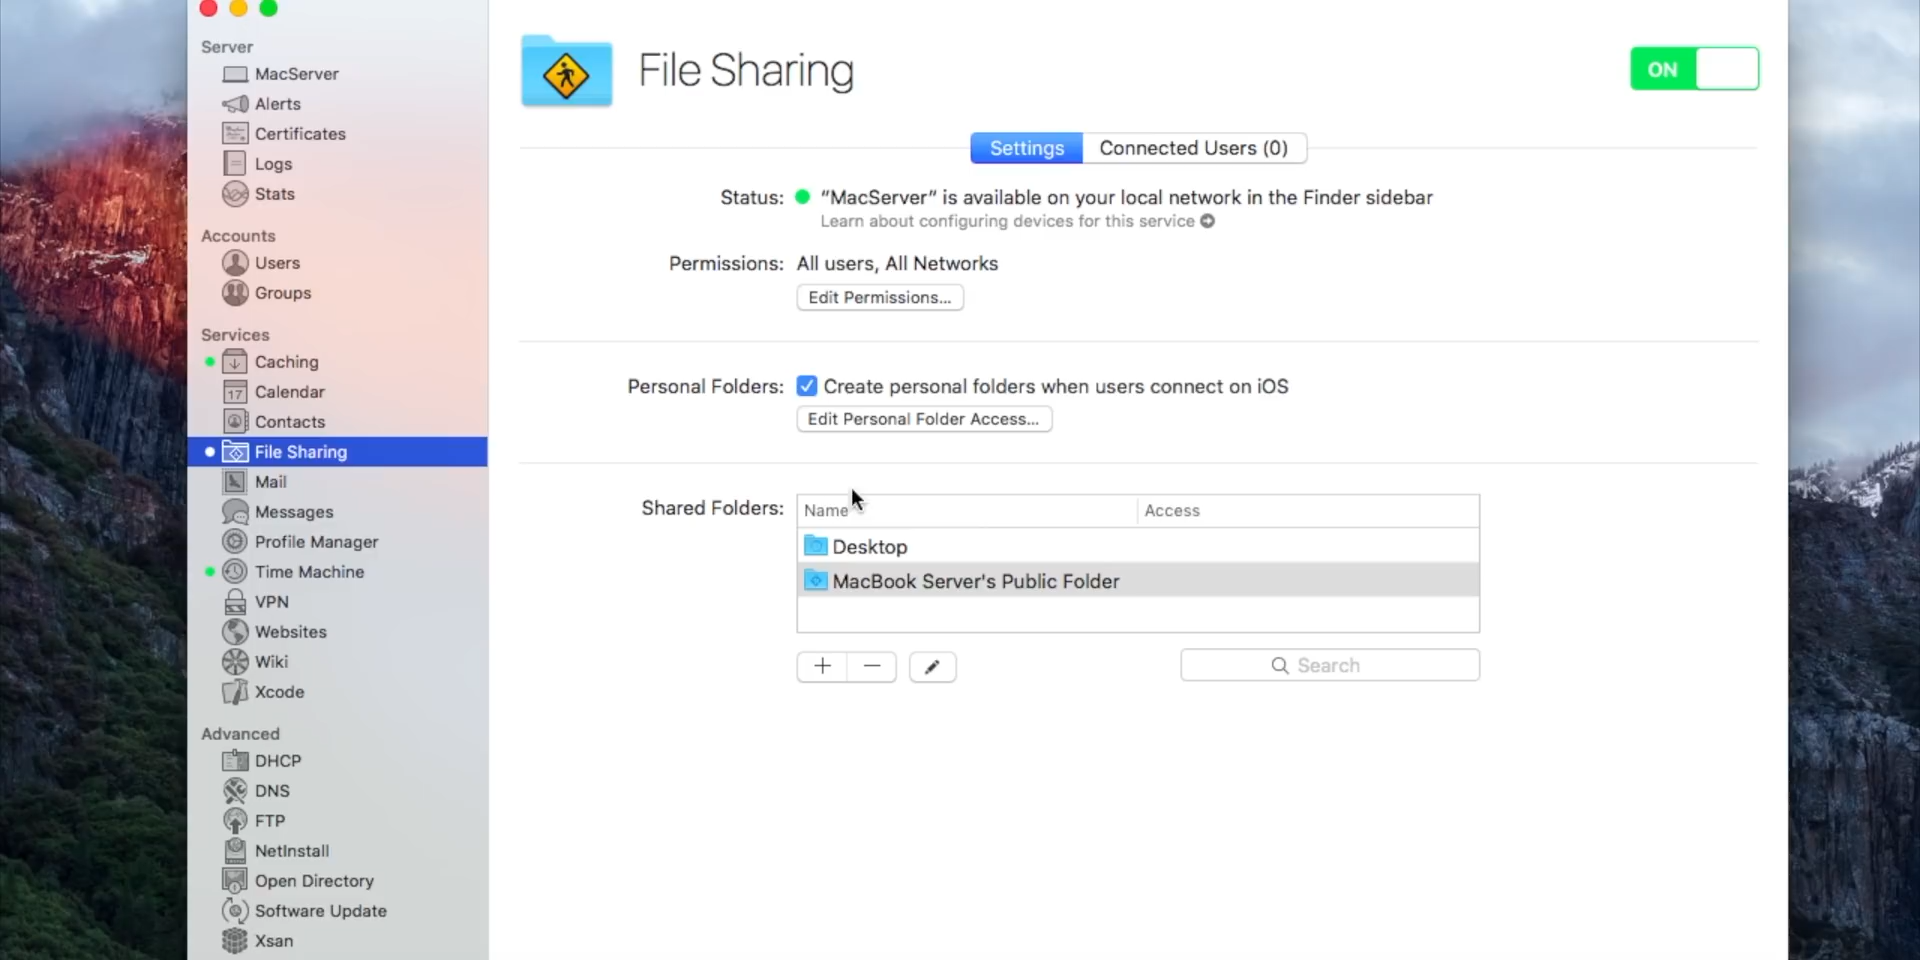 Server
MacServer
Alerts
Certificates
Logs
Stats
Accounts
Users
Groups
Services
Caching
17 Calendar
Contacts
File Sharing
Mail
Messages
Profile Manager
Time Machine
VPN
Websites
Wiki
Xcode
Advanced
DHCP
DNS
FTP
NetInstall
Open Directory
Software Update
Xsan
File Sharing
ON
Settings Connected Users (0)
Status: “MacServer” is available on your local network in the Finder sidebar
Learn about configuring devices for this service
Permissions: All users, All Networks
Edit Permissions...
Personal Folders: Create personal folders when users connect on iOS
Edit Personal Folder Access...
Shared Folders: Name Access
Desktop
MacBook Server's Public Folder
Search